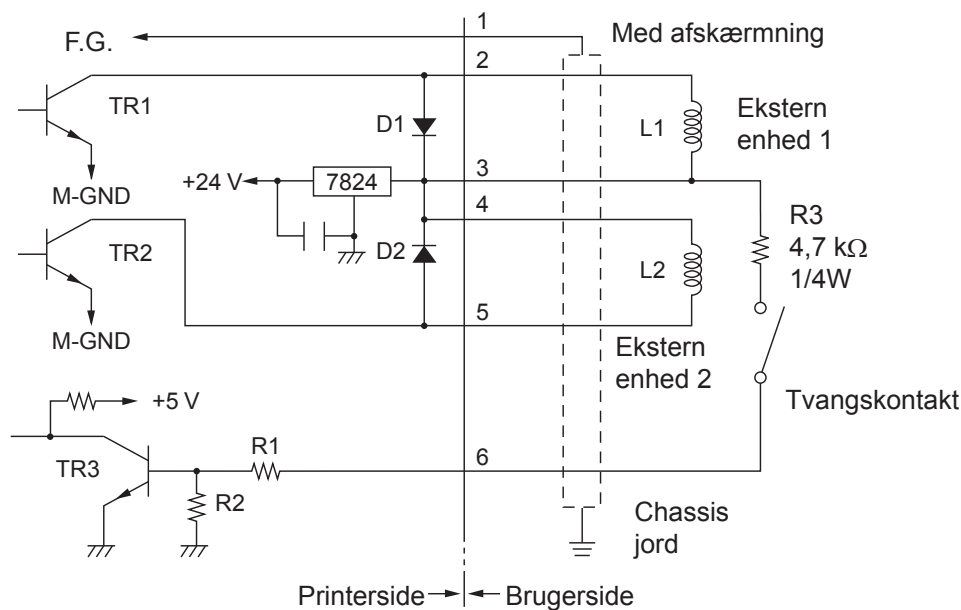 1
F.G.
Med afskærmning
2
TR1
D1
L1
Ekstern
enhed 1
M-GND
+24 V
7824
3
4
R3
4,7 kΩ
1/4W
TR2
D2
L2
M-GND
5
Ekstern
enhed 2
Tvangskontakt
+5 V
TR3
R1
6
R2
Chassis
jord
Printerside
Brugerside